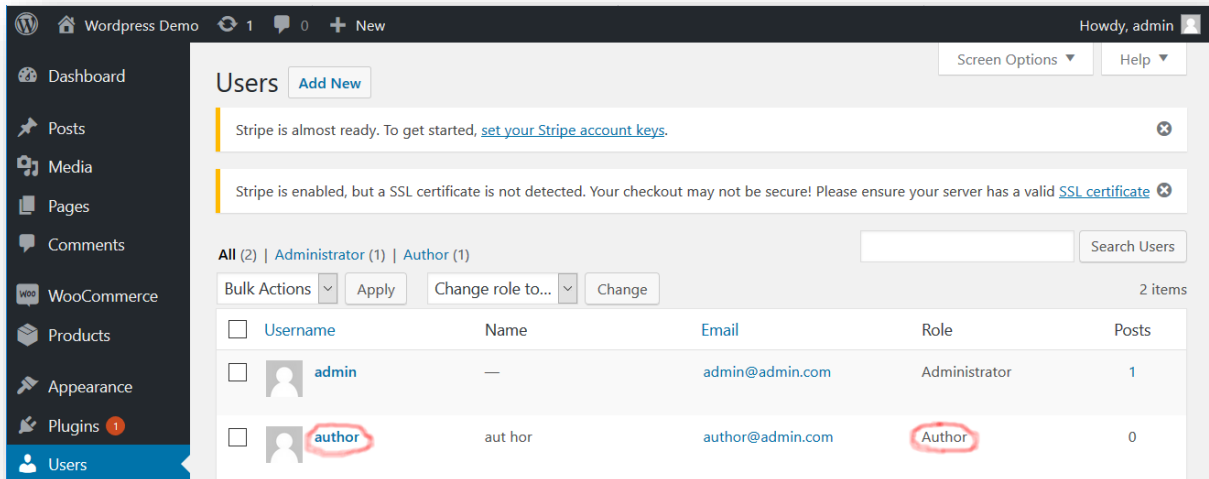 Wordpress Demo 1 0 New Howdy, admin
Screen Options Help
Dashboard
Posts
Media
Pages
Comments
WOO WooCommerce
Products
Appearance
Plugins 1
Users
Users Add New
Stripe is almost ready. To get started, set your Stripe account keys.
Stripe is enabled, but a SSL certificate is not detected. Your checkout may not be secure! Please ensure your server has a valid SSL certificate
All (2) | Administrator (1) | Author (1)
Search Users
Bulk Actions Apply Change role to... Change 2 items
Username Name Email Role Posts
admin — admin@admin.com Administrator 1
author aut hor author@admin.com Author 0